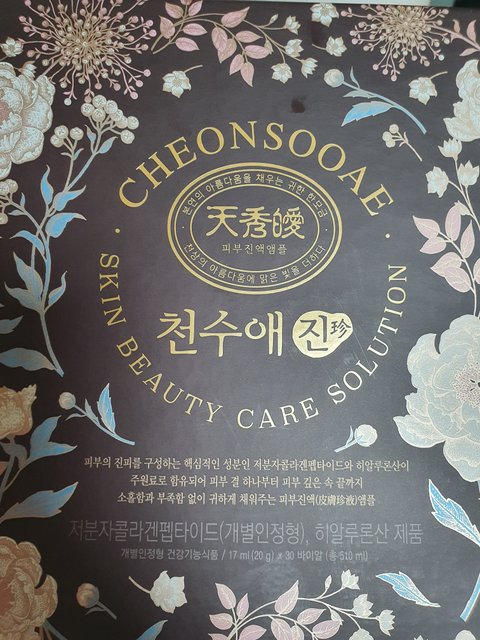 CHEONSOOAE
본연의 아름다움을 채우는 귀한 한모금
天秀皧
피부진액앰플
천상의 아름다움에 맑은 빛을 더하다
천수애 진 珍
SKIN BEAUTY CARE SOLUTION
피부의 진피를 구성하는 핵심적인 성분인 저분자콜라겐펩타이드와 히알루론산이
주원료로 함유되어 피부 결 하나부터 피부 깊은 속 끝까지
소홀함과 부족함 없이 귀하게 채워주는 피부진액(皮膚珍液)앰플
저분자콜라겐펩타이드(개별인정형), 히알루론산 제품
개별인정형 건강기능식품 / 17 ml (20 g) x 30 바이알 (총 510 ml)